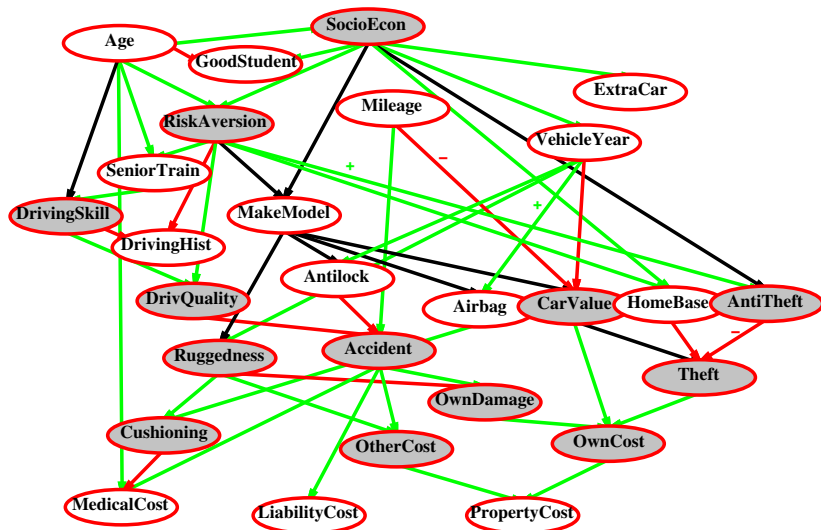 SocioEcon
Age
GoodStudent
ExtraCar
Mileage
RiskAversion
VehicleYear
−
+
SeniorTrain
+
DrivingSkill
MakeModel
DrivingHist
Antilock
DrivQuality
Airbag
CarValue
HomeBase
AntiTheft
−
Ruggedness
Accident
Theft
OwnDamage
Cushioning
OtherCost
OwnCost
MedicalCost
LiabilityCost
PropertyCost